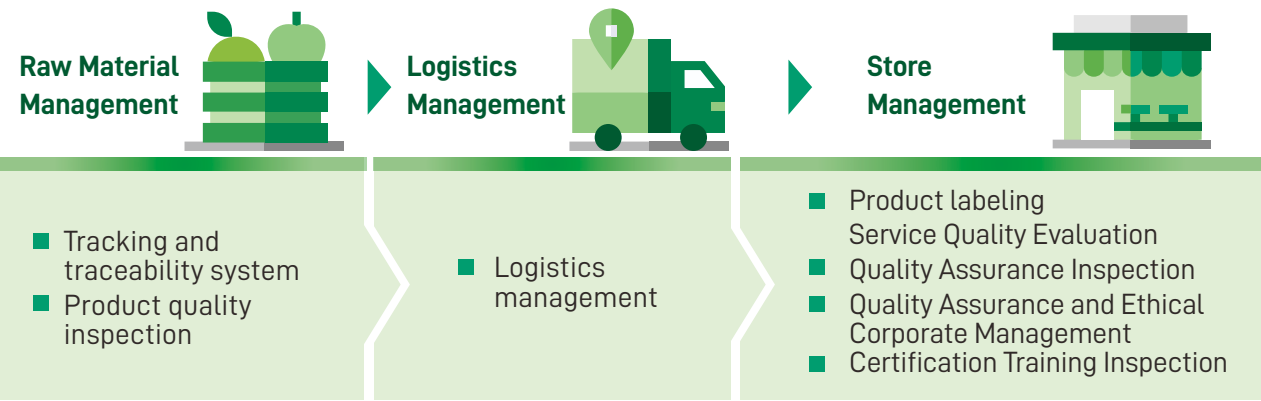 Raw Material
Management
Logistics
Management
Store
Management
Tracking and
traceability system
Product quality
inspection
Logistics
management
Product labeling
Service Quality Evaluation
Quality Assurance Inspection
Quality Assurance and Ethical
Corporate Management
Certification Training Inspection